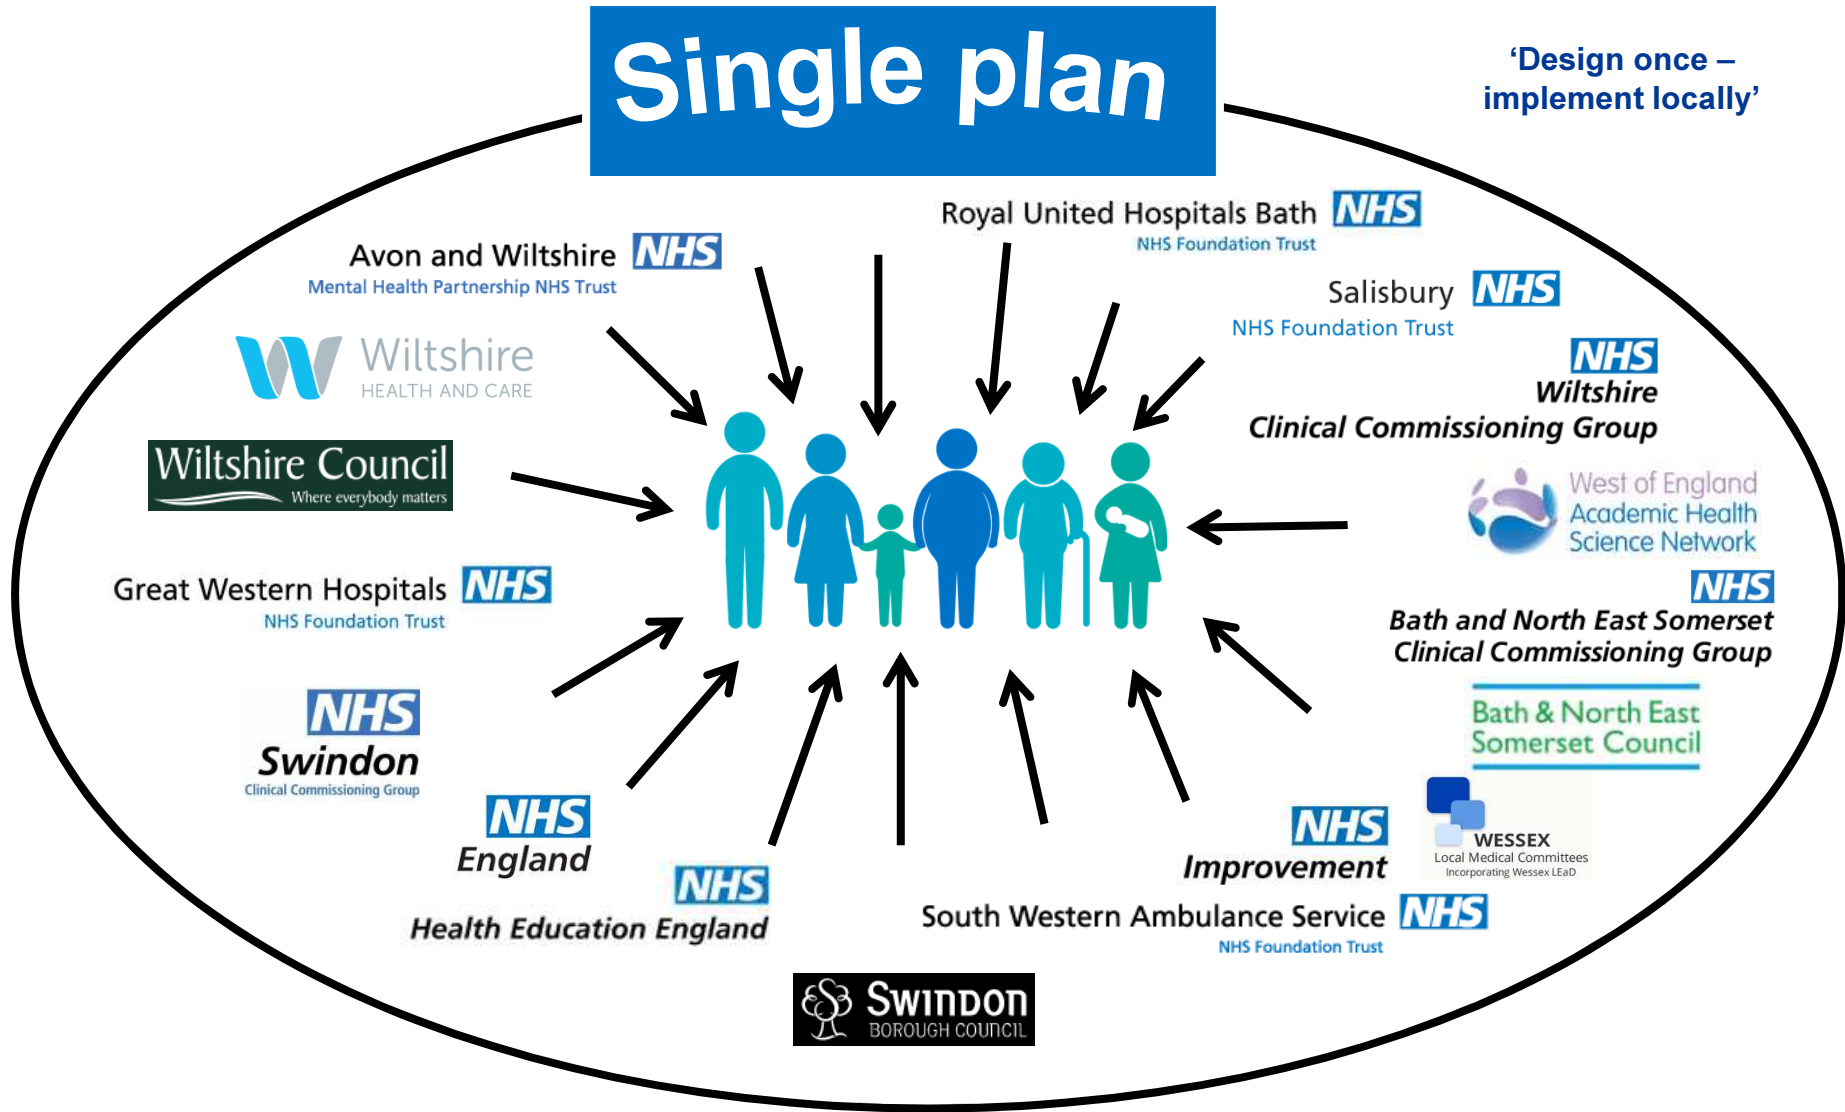 Single plan
‘Design once –
implement locally’
Royal United Hospitals Bath NHS
NHS Foundation Trust
Avon and Wiltshire NHS
Mental Health Partnership NHS Trust
Salisbury NHS
NHS Foundation Trust
Wiltshire
HEALTH AND CARE
NHS
Wiltshire
Clinical Commissioning Group
Wiltshire Council
Where everybody matters
West of England
Academic Health
Science Network
Great Western Hospitals NHS
NHS Foundation Trust
NHS
Bath and North East Somerset
Clinical Commissioning Group
NHS
Swindon
Clinical Commissioning Group
Bath & North East
Somerset Council
NHS
England
NHS
Improvement
WESSEX
Local Medical Committees
Incorporating Wessex LEaD
NHS
Health Education England
South Western Ambulance Service NHS
NHS Foundation Trust
SWINDON
BOROUGH COUNCIL